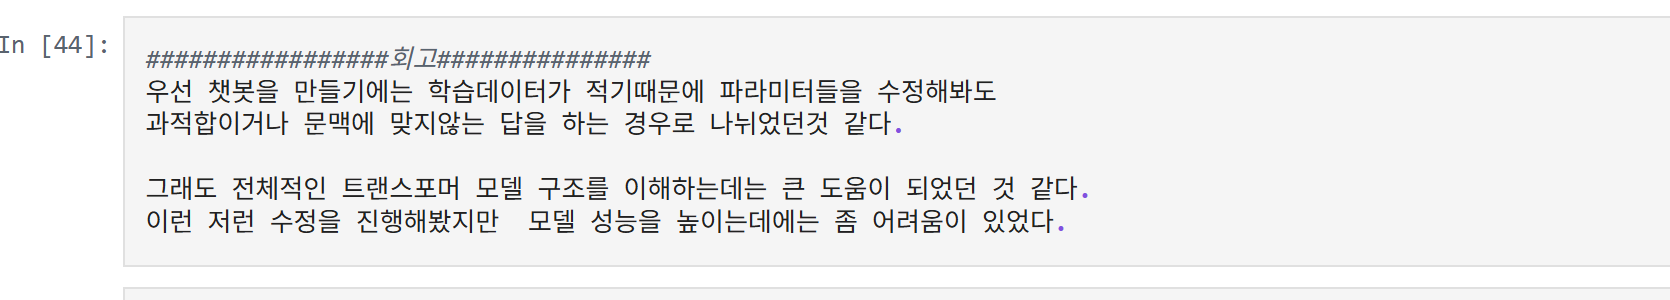 In [44]:
#################회고###############
우선 챗봇을 만들기에는 학습데이터가 적기때문에 파라미터들을 수정해봐도
과적합이거나 문맥에 맞지않는 답을 하는 경우로 나뉘었던것 같다.
그래도 전체적인 트랜스포머 모델 구조를 이해하는데는 큰 도움이 되었던 것 같다.
이런 저런 수정을 진행해봤지만  모델 성능을 높이는데에는 좀 어려움이 있었다.